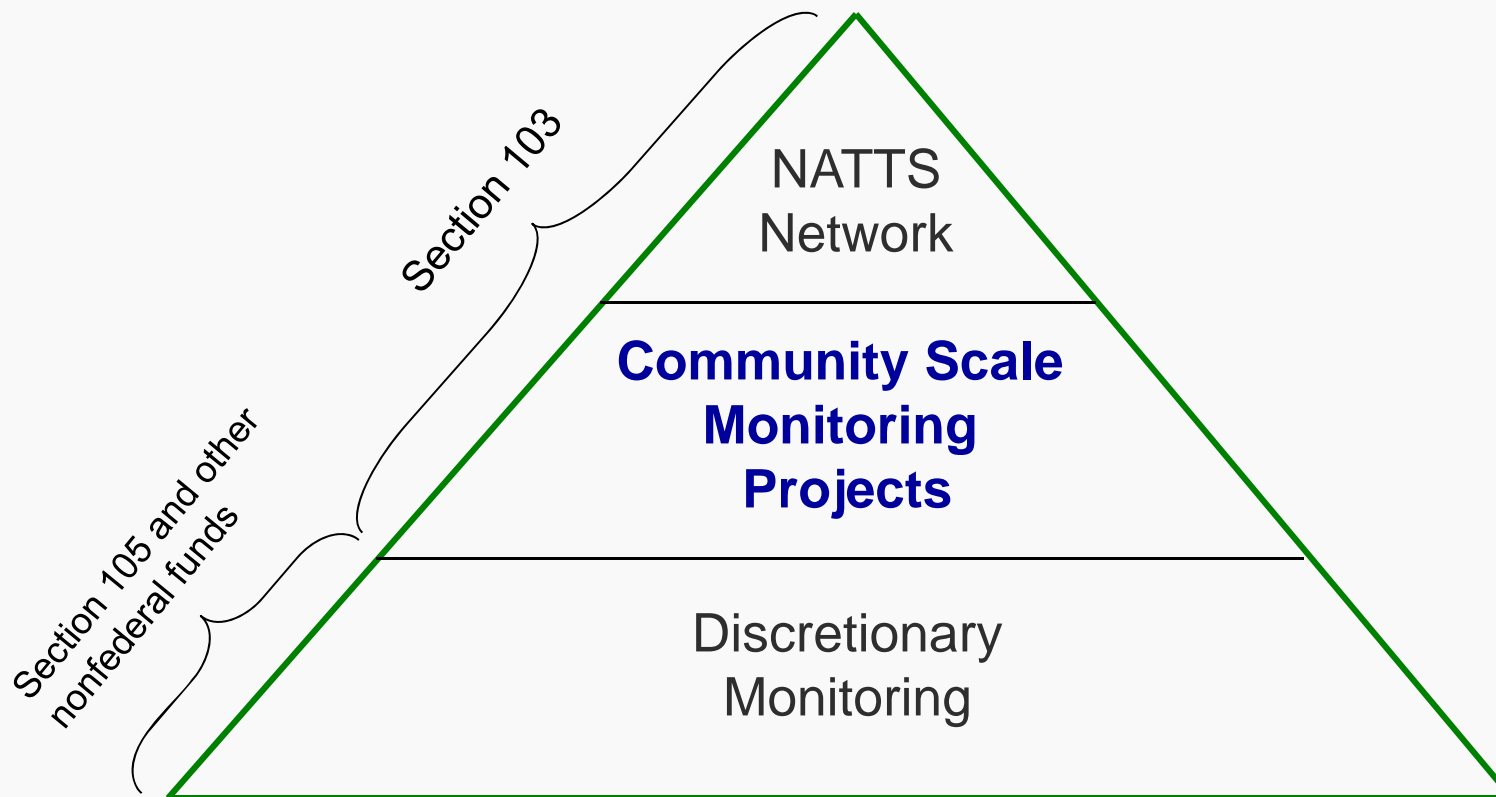 Section 103
NATTS
Network
Community Scale
Monitoring
Projects
Section 105 and other
nonfederal funds
Discretionary
Monitoring